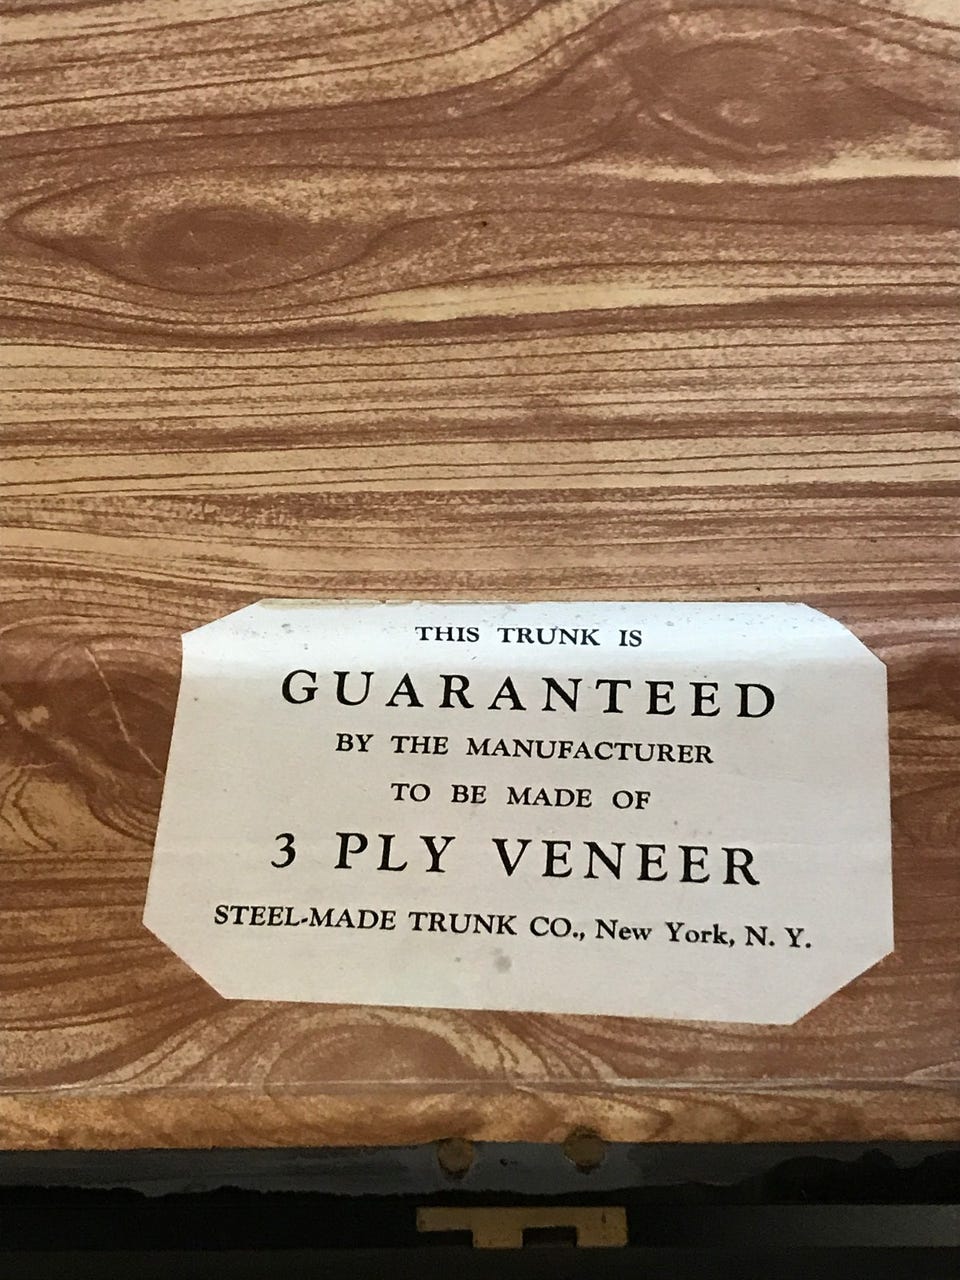 THIS TRUNK IS
GUARANTEED
BY THE MANUFACTURER
TO BE MADE OF
3 PLY VENEER
STEEL-MADE TRUNK CO., New York, N. Y.